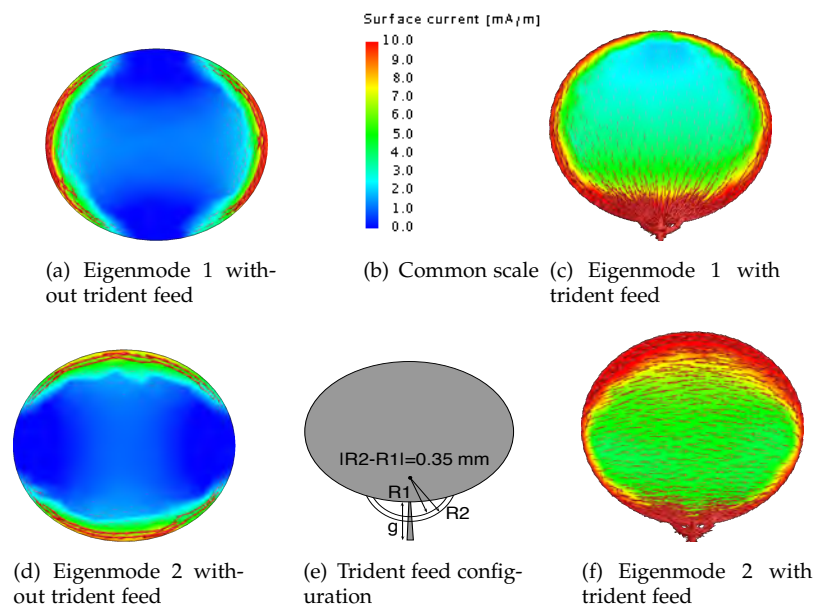 Surface current [mA/m]
10.0
9.0
8.0
7.0
6.0
5.0
4.0
3.0
2.0
1.0
0.0
(a) Eigenmode 1 with-
out trident feed
(b) Common scale
(c) Eigenmode 1 with
trident feed
|R2-R1|=0.35 mm
R1
R2
g
(d) Eigenmode 2 with-
out trident feed
(e) Trident feed config-
uration
(f) Eigenmode 2 with
trident feed